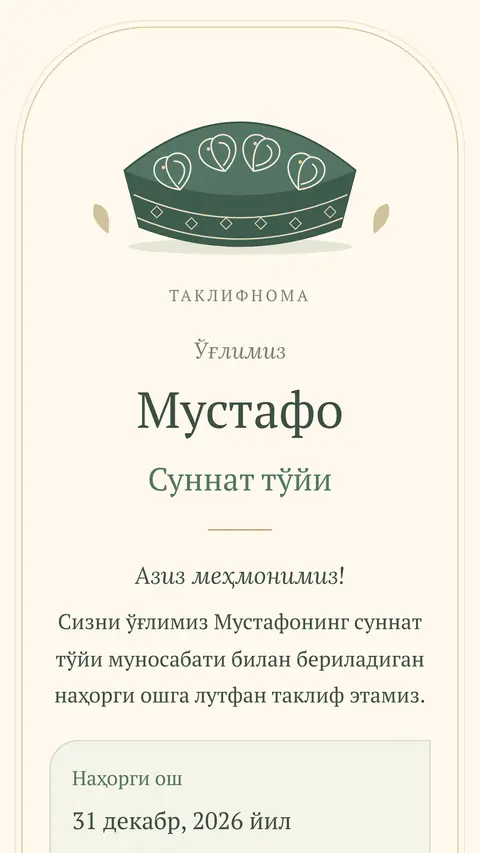 ТАКЛИФНОМА
Ўғлимиз
Мустафо
Суннат тўйи
Азиз меҳмонимиз!
Сизни ўғлимиз Мустафонинг суннат
тўйи муносабати билан бериладиган
наҳорги ошга лутфан таклиф этамиз.
Наҳорги ош
31 декабр, 2026 йил